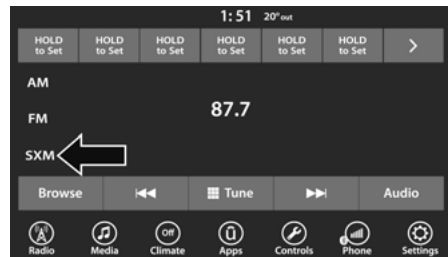 1:51 20° out
HOLD to Set HOLD to Set HOLD to Set HOLD to Set HOLD to Set HOLD to Set
AM
FM
87.7
SXM
Browse Tune Audio
Off
Radio Media Climate Apps Controls Phone Settings